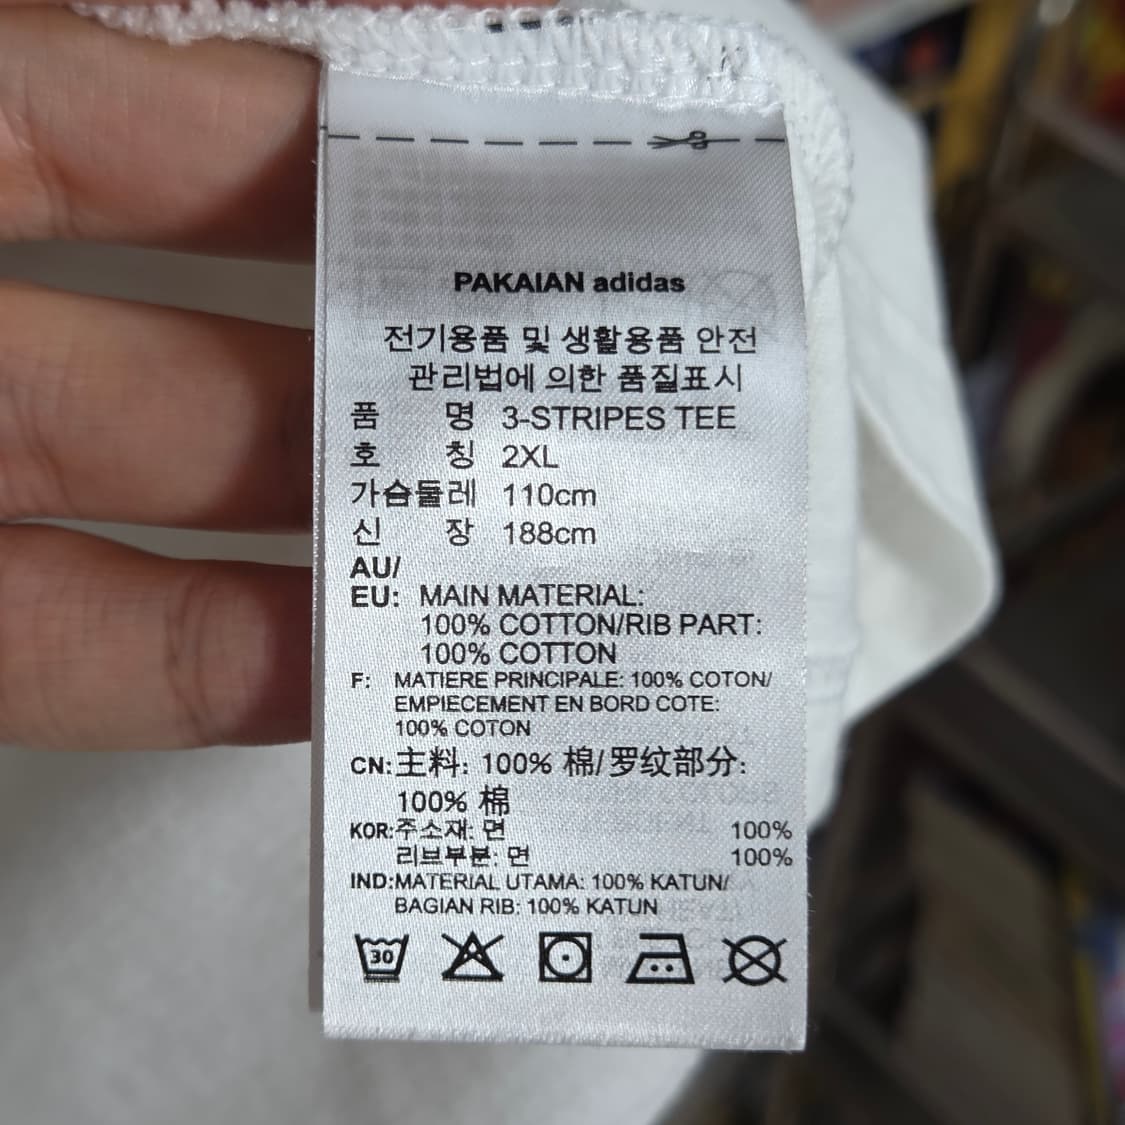 PAKAIAN adidas
전기용품 및 생활용품 안전
관리법에 의한 품질표시
품 명 3-STRIPES TEE
호 칭 2XL
가슴둘레 110cm
신 장 188cm
AU/
EU: MAIN MATERIAL:
100% COTTON/RIB PART:
100% COTTON
F: MATIERE PRINCIPALE: 100% COTON/
EMPIECEMENT EN BORD COTE:
100% COTON
CN:主料: 100% 棉/罗纹部分:
100% 棉
KOR:주소재: 면 100%
리브부분: 면 100%
IND:MATERIAL UTAMA: 100% KATUN/
BAGIAN RIB: 100% KATUN
30